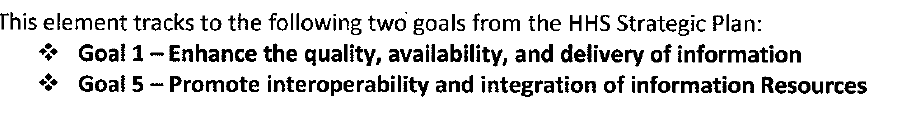 This element tracks to the following two goals from the HHS Strategic Plan:
❖ Goal 1 – Enhance the quality, availability, and delivery of information
❖ Goal 5 – Promote interoperability and integration of information Resources